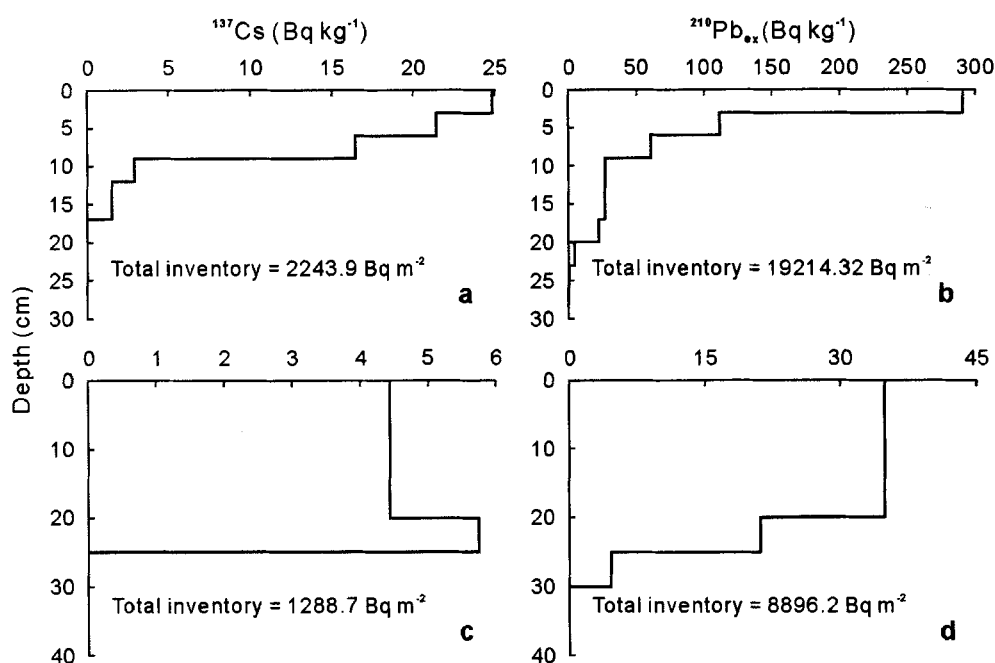 ¹³⁷Cs (Bq kg⁻¹)
²¹⁰Pbₑₓ(Bq kg⁻¹)
0 5 10 15 20 25
0 50 100 150 200 250 300
0
5
10
15
20
25
30
Total inventory = 2243.9 Bq m⁻²
a
0
5
10
15
20
25
30
Total inventory = 19214.32 Bq m⁻²
b
Depth (cm)
0 1 2 3 4 5 6
0 15 30 45
0
10
20
30
40
Total inventory = 1288.7 Bq m⁻²
c
0
10
20
30
40
Total inventory = 8896.2 Bq m⁻²
d